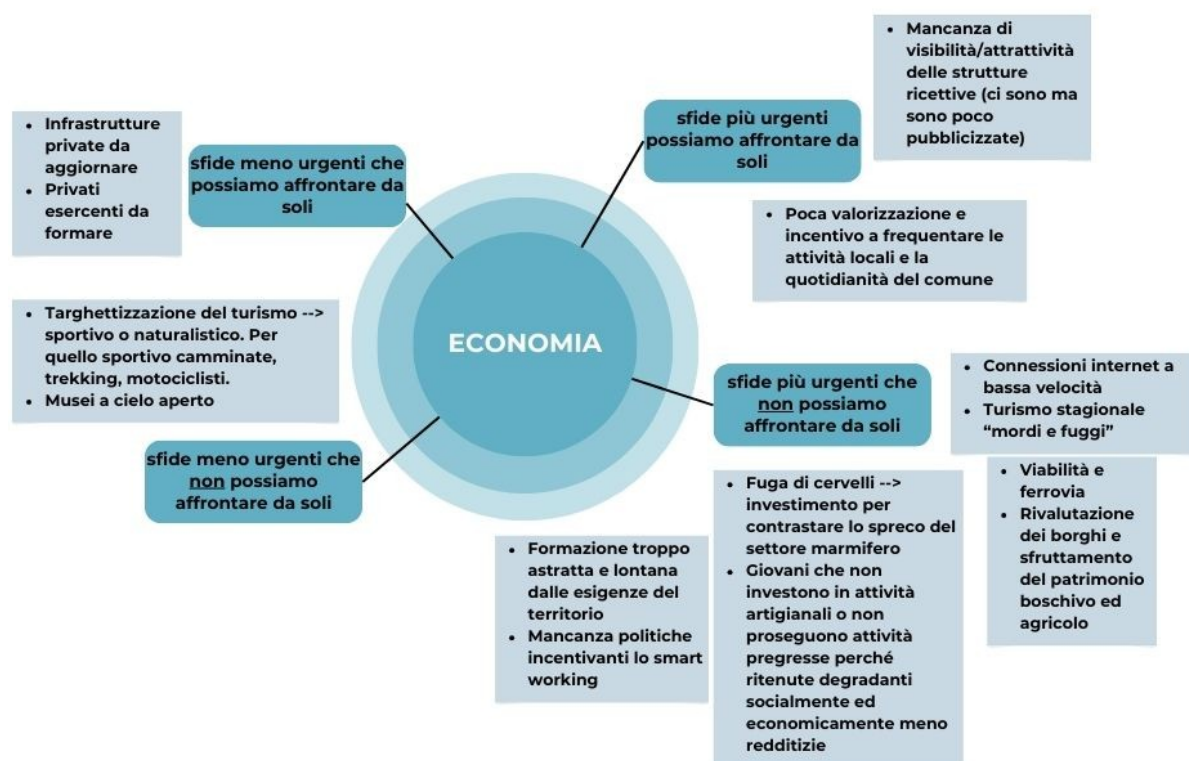 • Mancanza di
visibilità/attrattività
delle strutture
ricettive (ci sono ma
sono poco
pubblicizzate)
sfide più urgenti
possiamo affrontare da
soli
• Infrastrutture
private da
aggiornare
• Privati
esercenti da
formare
sfide meno urgenti che
possiamo affrontare da
soli
• Poca valorizzazione e
incentivo a frequentare le
attività locali e la
quotidianità del comune
• Targhettizzazione del turismo -->
sportivo o naturalistico. Per
quello sportivo camminate,
trekking, motociclisti.
• Musei a cielo aperto
ECONOMIA
sfide più urgenti che
non possiamo
affrontare da soli
• Connessioni internet a
bassa velocità
• Turismo stagionale
“mordi e fuggi”
sfide meno urgenti che
non possiamo
affrontare da soli
• Viabilità e
ferrovia
• Rivalutazione
dei borghi e
sfruttamento
del patrimonio
boschivo ed
agricolo
• Formazione troppo
astratta e lontana
dalle esigenze del
territorio
• Mancanza politiche
incentivanti lo smart
working
• Fuga di cervelli -->
investimento per
contrastare lo spreco del
settore marmifero
• Giovani che non
investono in attività
artigianali o non
proseguono attività
pregresse perché
ritenute degradanti
socialmente ed
economicamente meno
redditizie